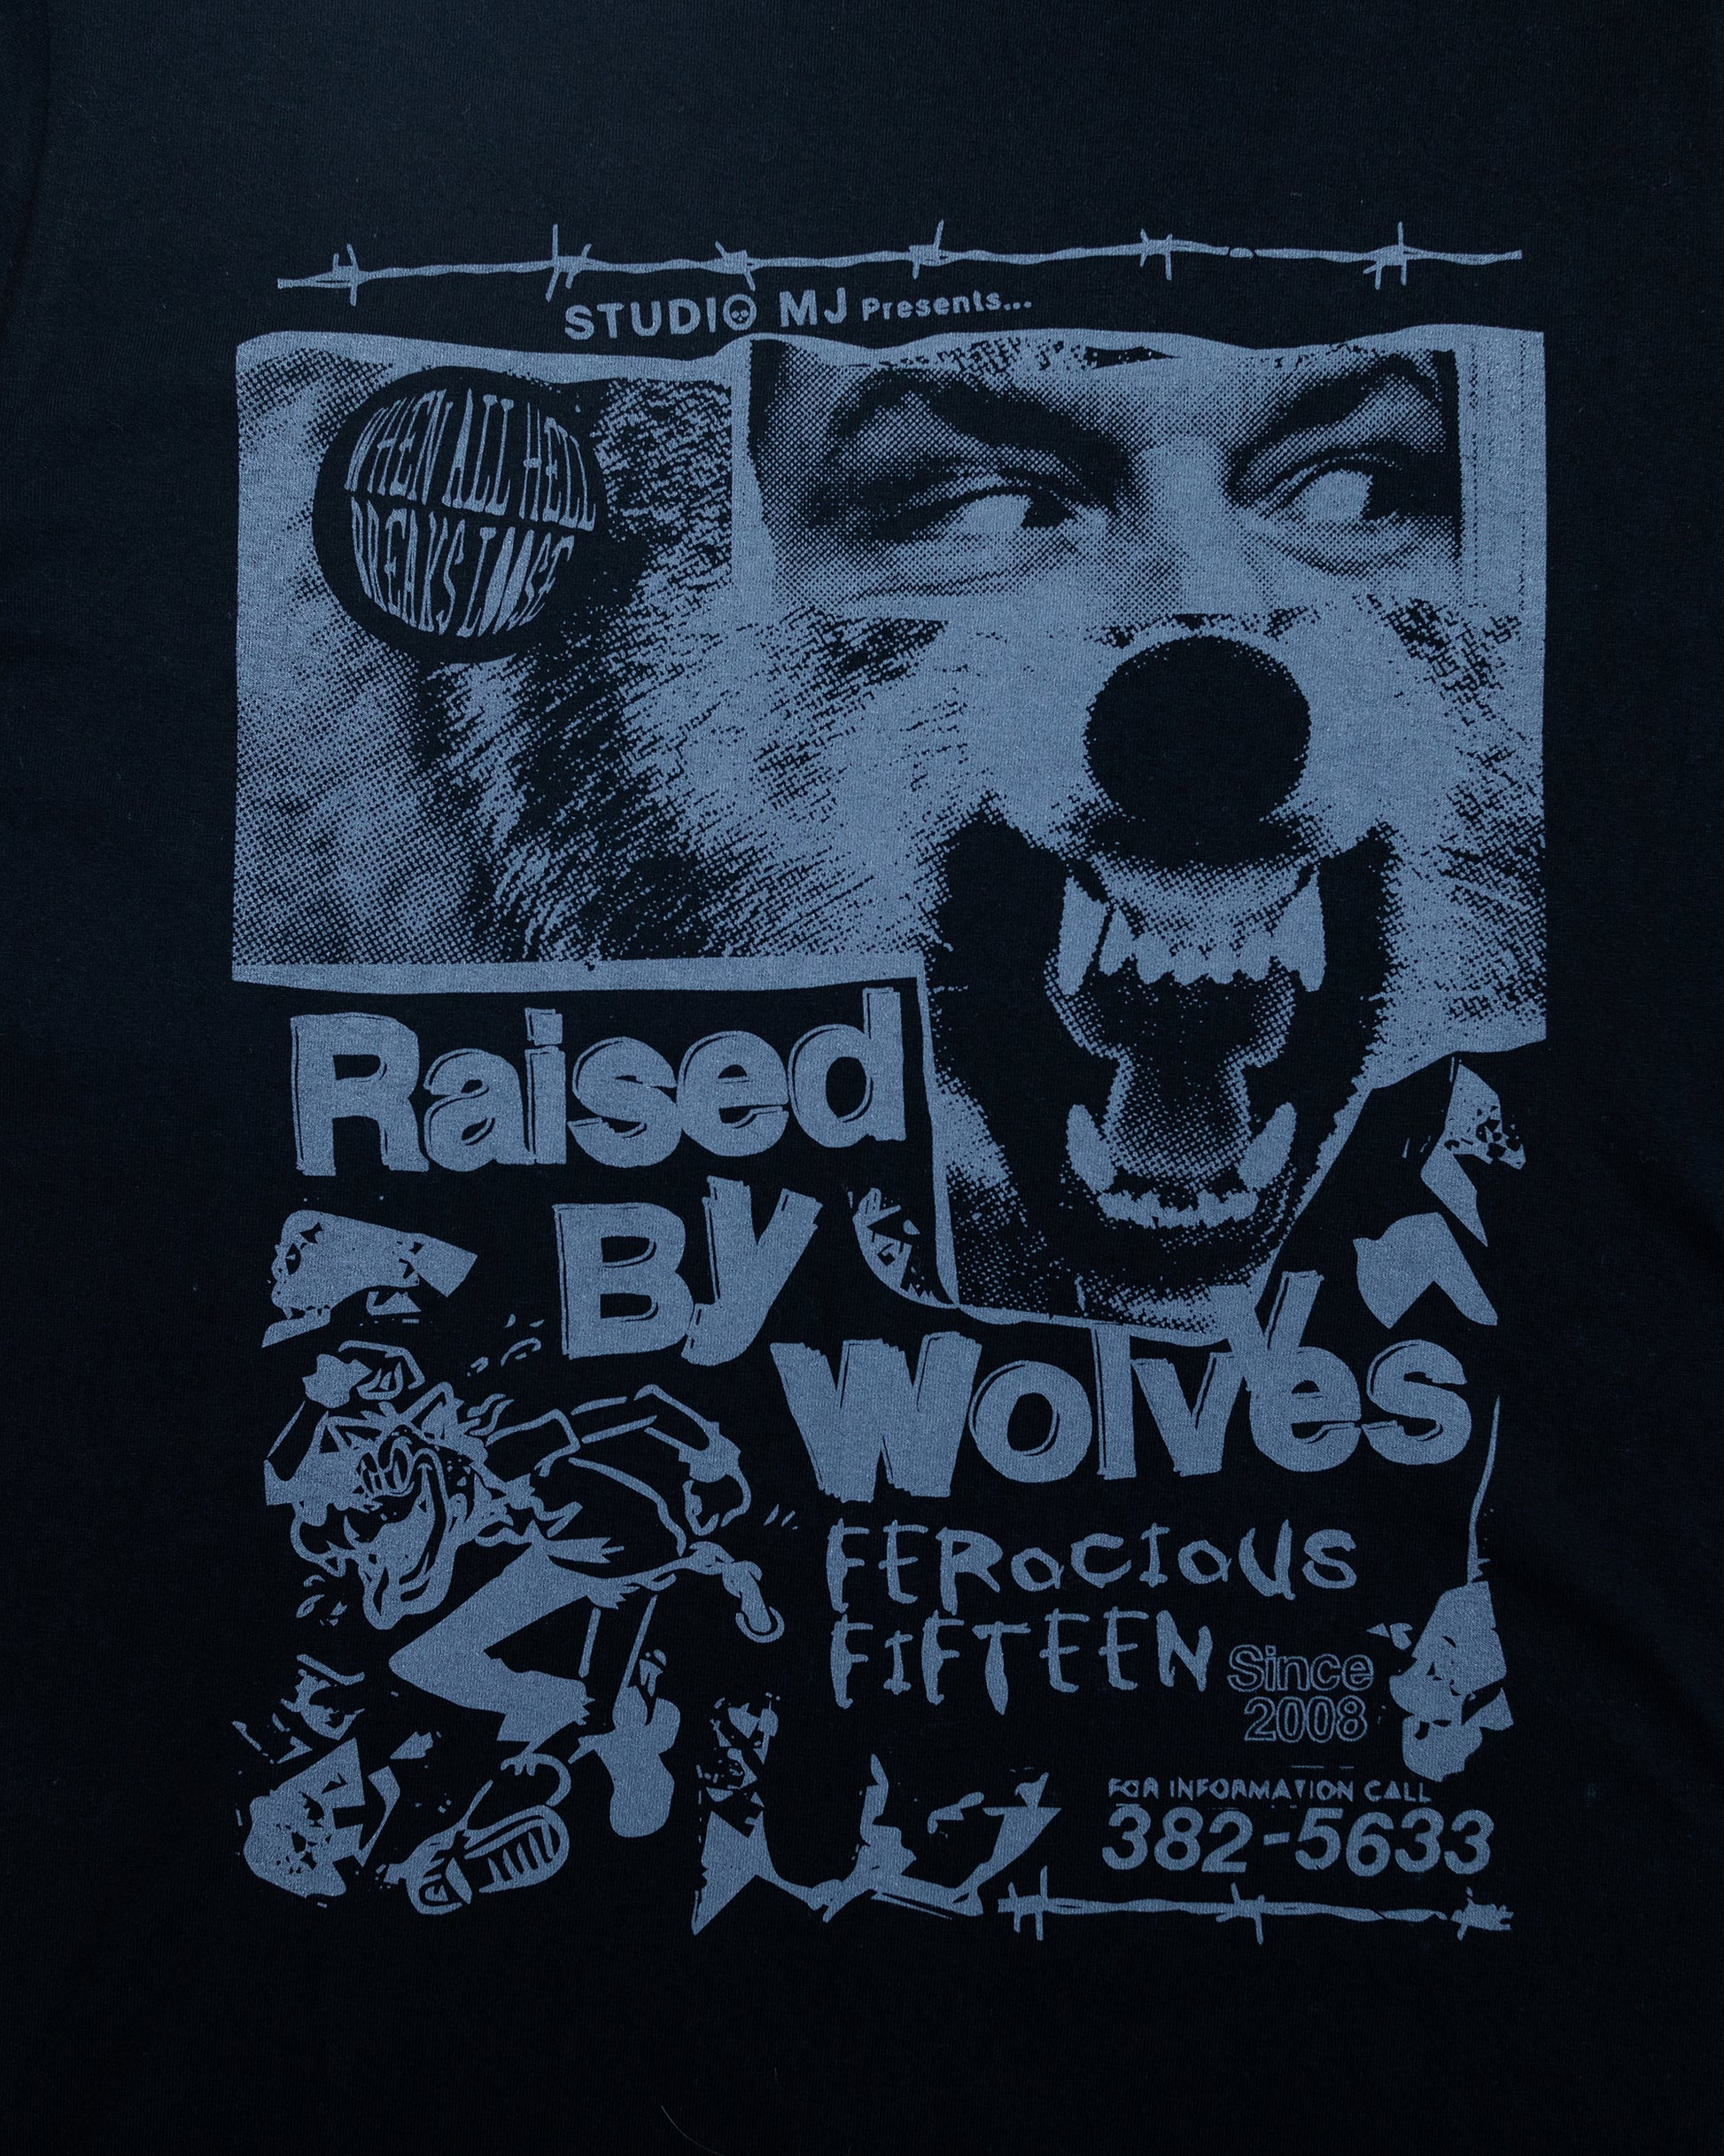 STUDIO MJ Presents...
WHEN ALL HELL
BREAKS LOOSE
Raised
By
Wolves
FEROCIOUS
FIFTEEN
Since
2008
FOR INFORMATION CALL
382-5633